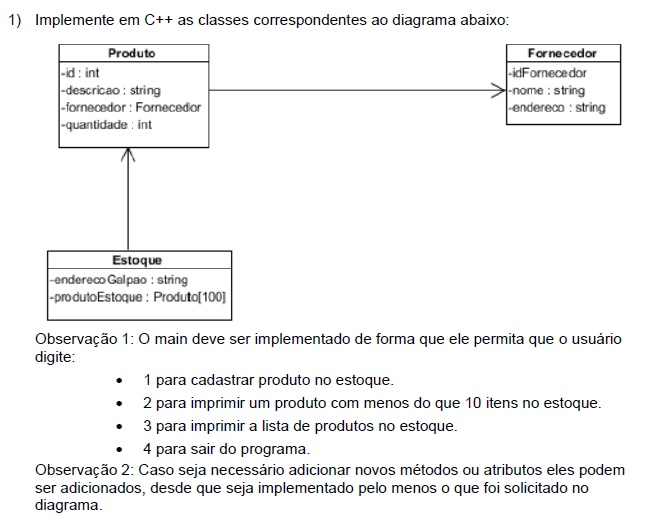 1) Implemente em C++ as classes correspondentes ao diagrama abaixo:
Produto
-id : int
-descricao : string
-fornecedor : Fornecedor
-quantidade : int
Fornecedor
-idFornecedor
-nome : string
-endereco : string
Estoque
-enderecoGalpao : string
-produtoEstoque : Produto[100]
Observação 1: O main deve ser implementado de forma que ele permita que o usuário
digite:
• 1 para cadastrar produto no estoque.
• 2 para imprimir um produto com menos do que 10 itens no estoque.
• 3 para imprimir a lista de produtos no estoque.
• 4 para sair do programa.
Observação 2: Caso seja necessário adicionar novos métodos ou atributos eles podem
ser adicionados, desde que seja implementado pelo menos o que foi solicitado no
diagrama.